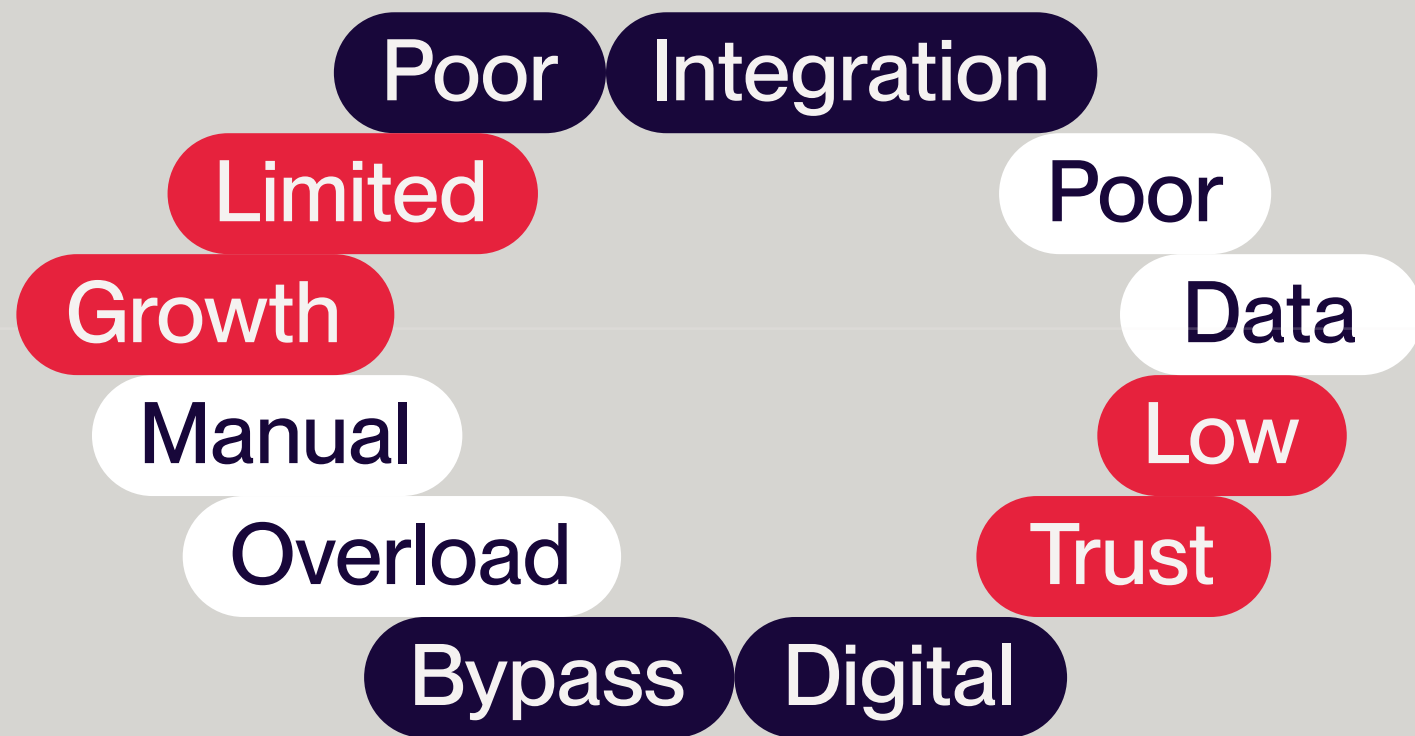 Poor Integration
Limited Poor
Growth Data
Manual Low
Overload Trust
Bypass Digital